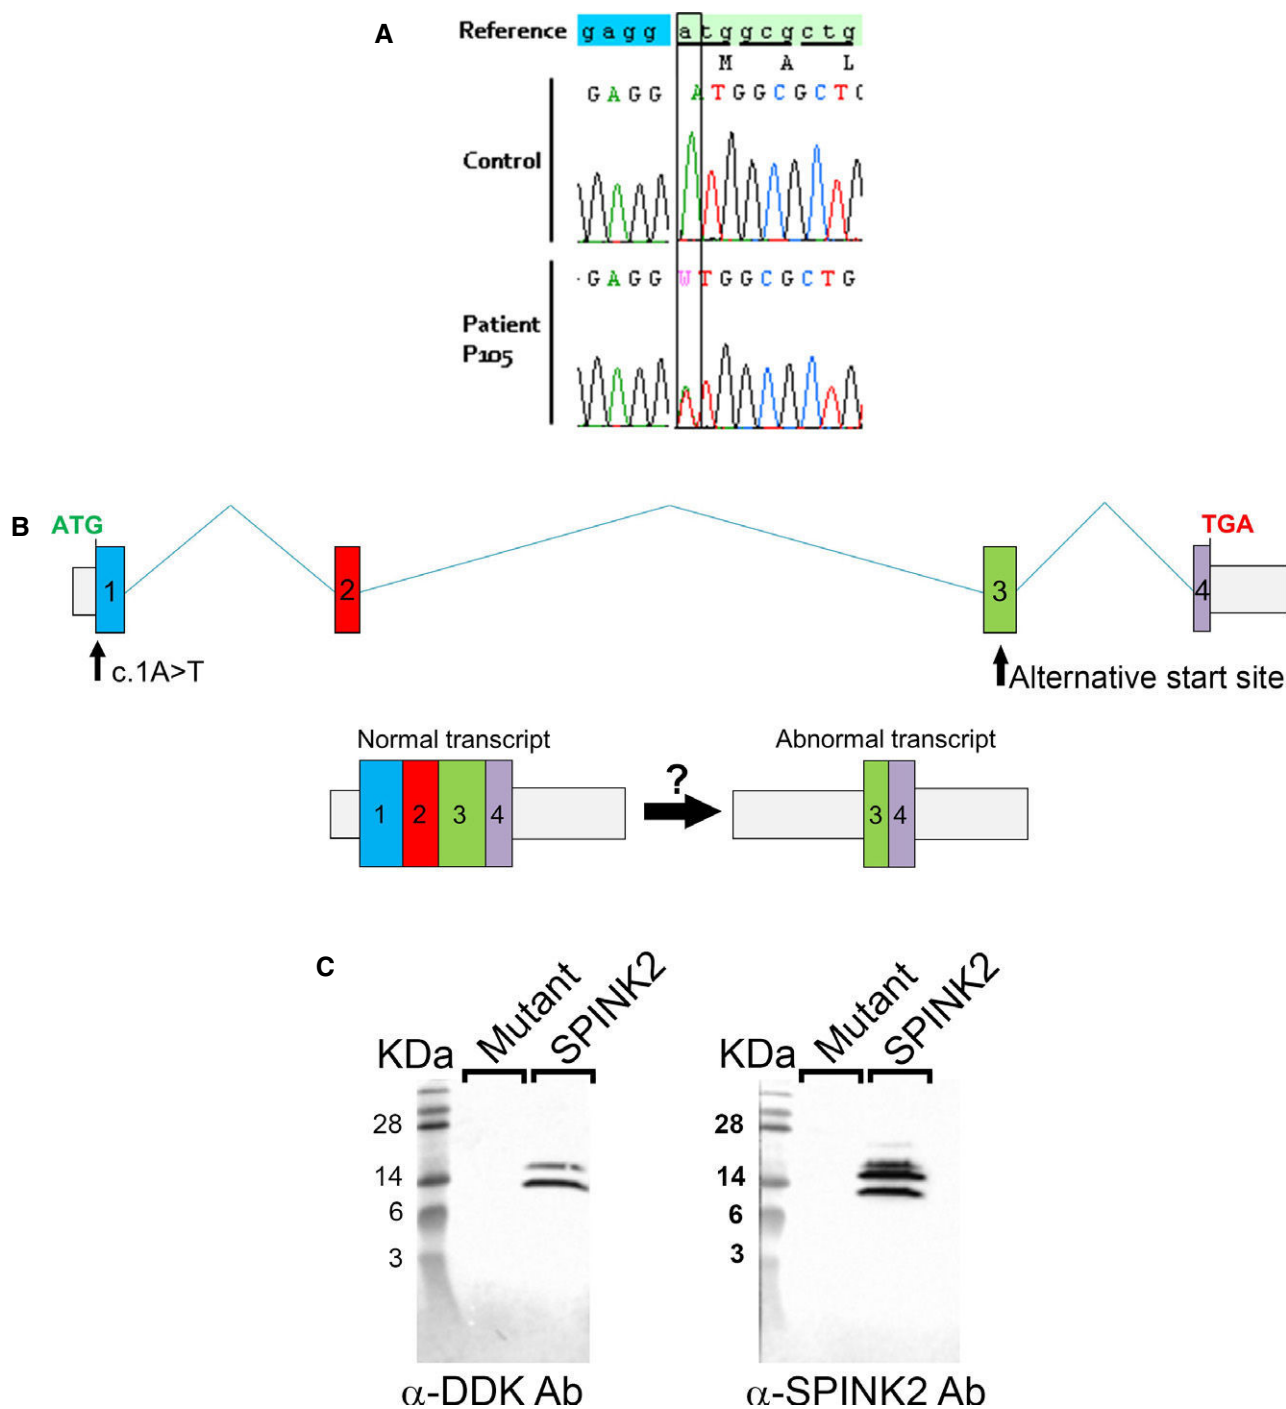 A
Reference gagg atggcgctg
M A L
GAGG ATGGCGCT
Control
GAGG WTGGCGCTG
Patient
P105
B
ATG
TGA
1
2
3
4
c.1A>T
Alternative start site
Normal transcript
Abnormal transcript
?
1
2
3
4
3
4
C
KDa
Mutant
SPINK2
28
14
6
3
α-DDK Ab
KDa
Mutant
SPINK2
28
14
6
3
α-SPINK2 Ab